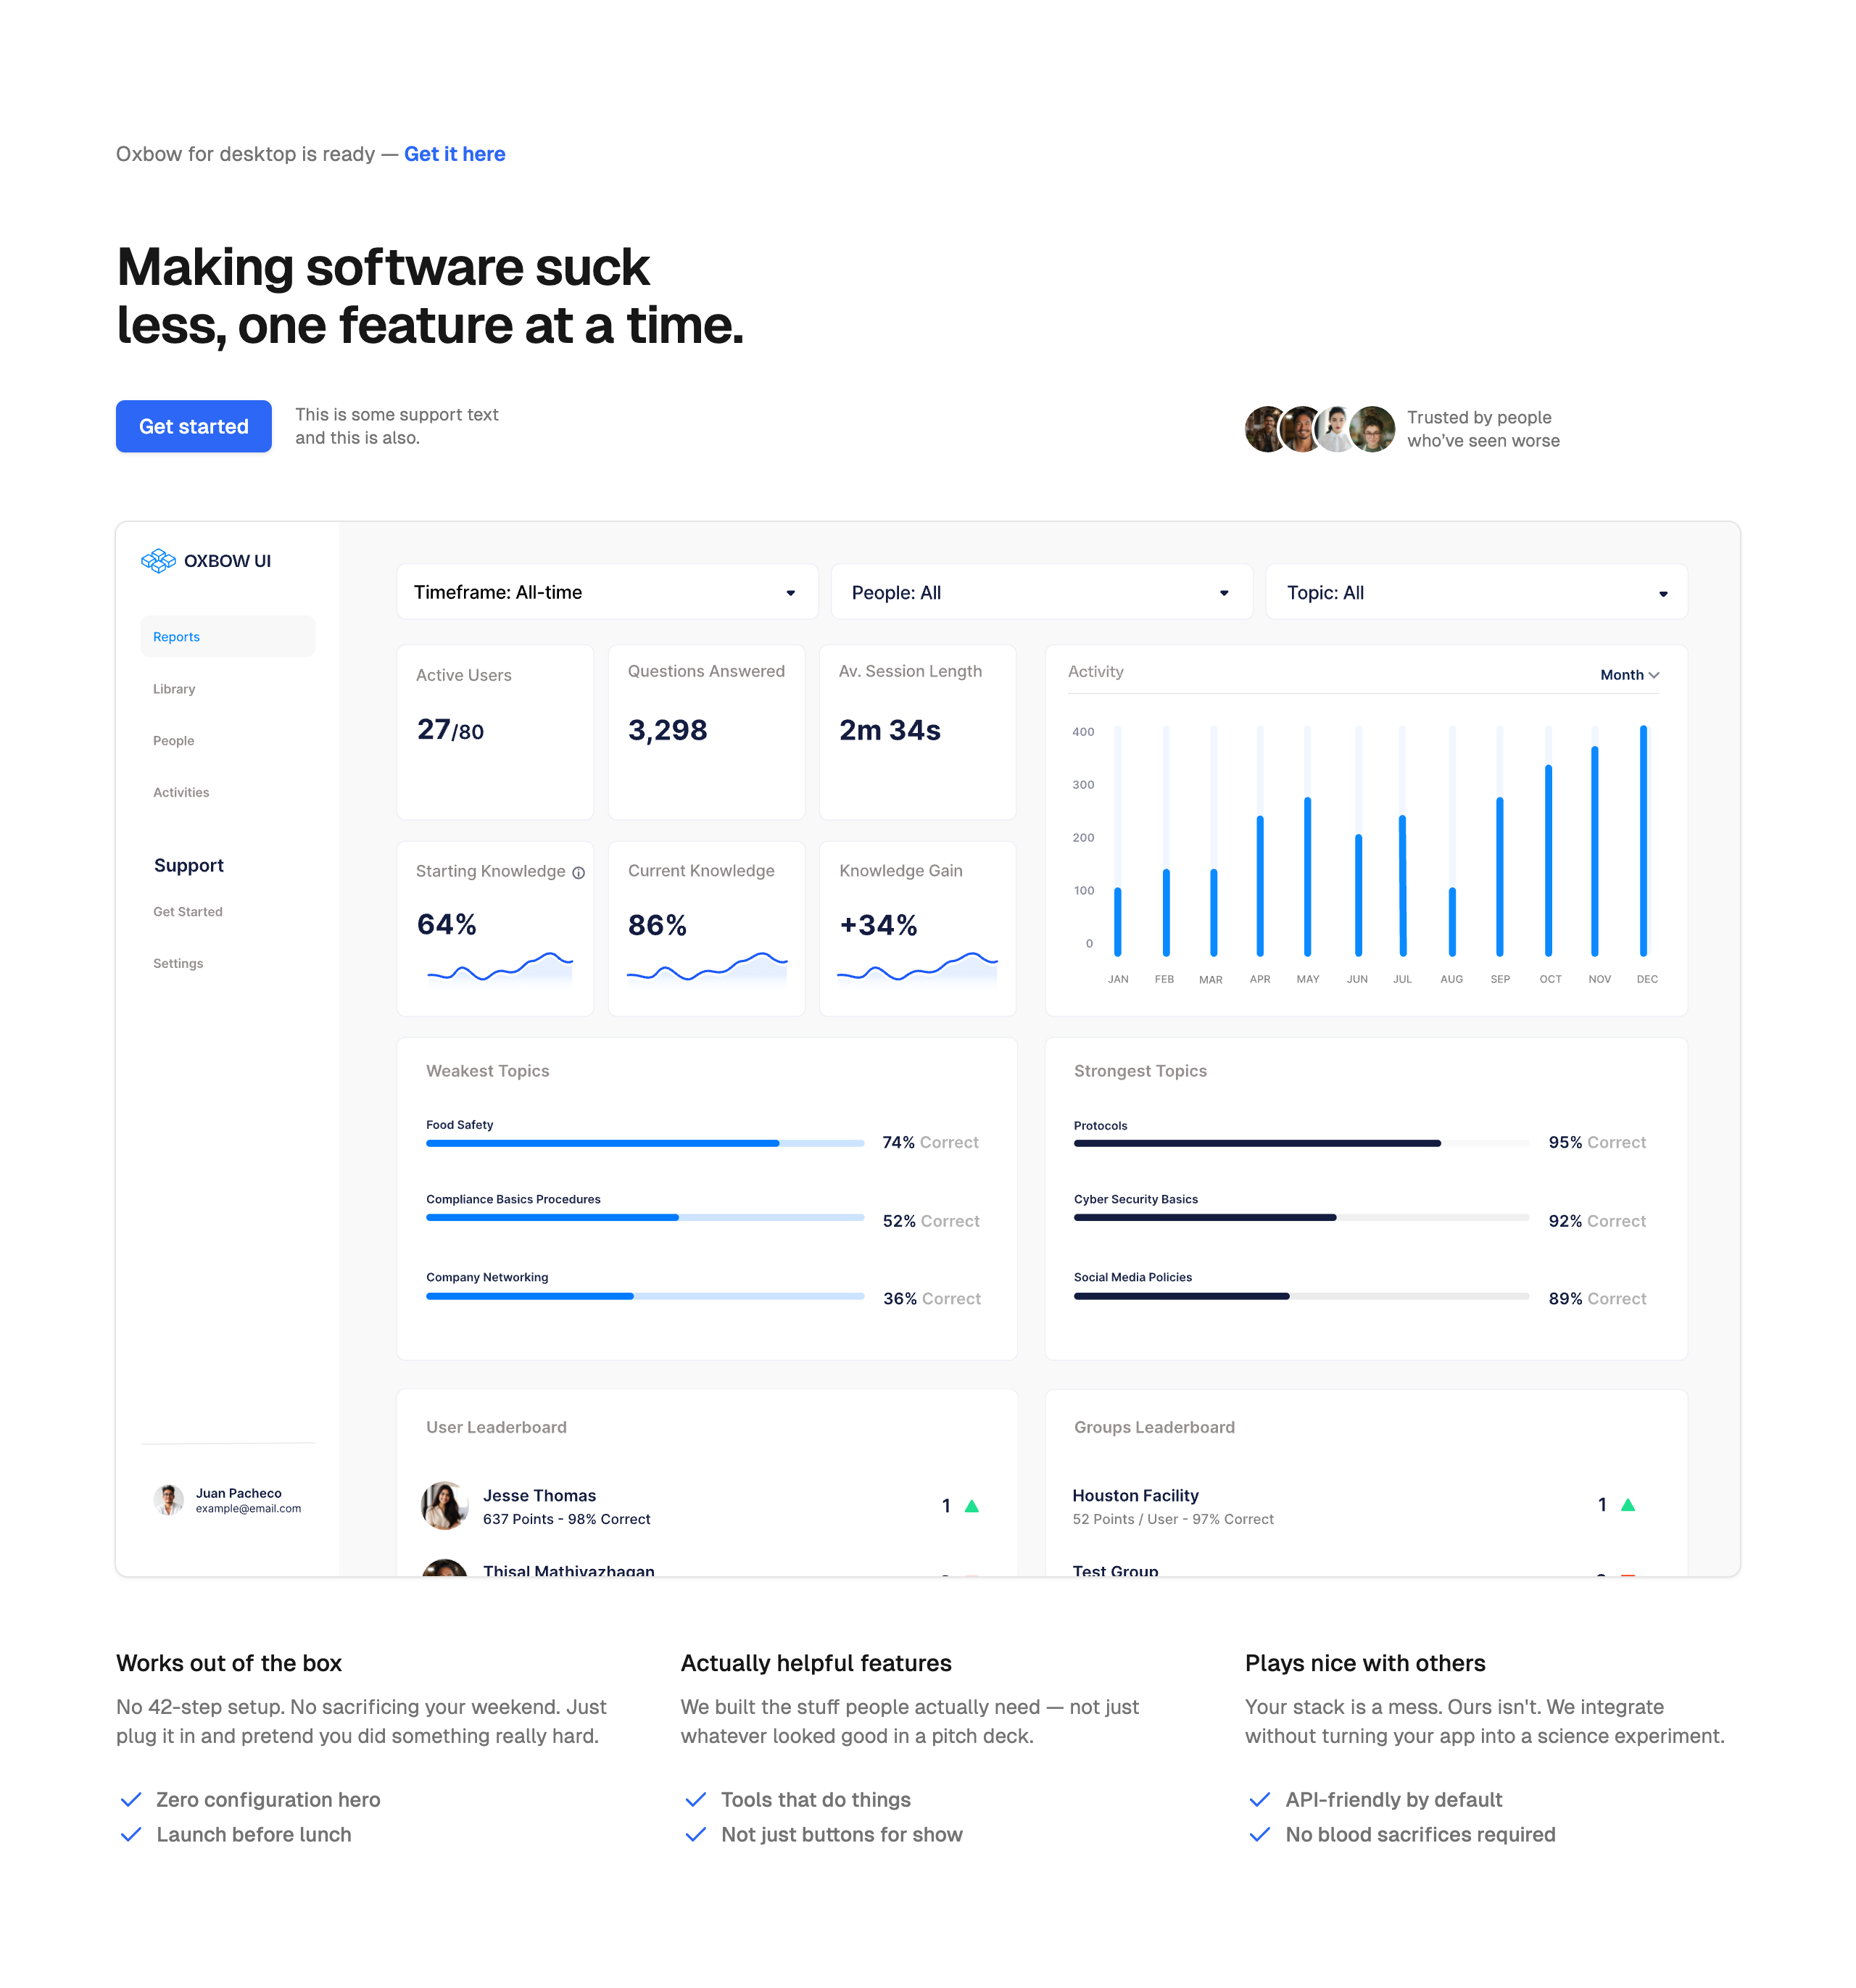 Oxbow for desktop is ready — Get it here
Making software suck
less, one feature at a time.
Get started
This is some support text
and this is also.
Trusted by people
who've seen worse
OXBOW UI
Reports
Library
People
Activities
Support
Get Started
Settings
Juan Pacheco
example@email.com
Timeframe: All-time
People: All
Topic: All
Active Users
27/80
Questions Answered
3,298
Av. Session Length
2m 34s
Starting Knowledge
64%
Current Knowledge
86%
Knowledge Gain
+34%
Activity
Month
400
300
200
100
0
JAN FEB MAR APR MAY JUN JUL AUG SEP OCT NOV DEC
Weakest Topics
Food Safety
74% Correct
Compliance Basics Procedures
52% Correct
Company Networking
36% Correct
Strongest Topics
Protocols
95% Correct
Cyber Security Basics
92% Correct
Social Media Policies
89% Correct
User Leaderboard
Jesse Thomas
637 Points - 98% Correct
1
Thisal Mathiyazhagan
Groups Leaderboard
Houston Facility
52 Points / User - 97% Correct
1
Test Group
Works out of the box
No 42-step setup. No sacrificing your weekend. Just
plug it in and pretend you did something really hard.
Zero configuration hero
Launch before lunch
Actually helpful features
We built the stuff people actually need — not just
whatever looked good in a pitch deck.
Tools that do things
Not just buttons for show
Plays nice with others
Your stack is a mess. Ours isn't. We integrate
without turning your app into a science experiment.
API-friendly by default
No blood sacrifices required